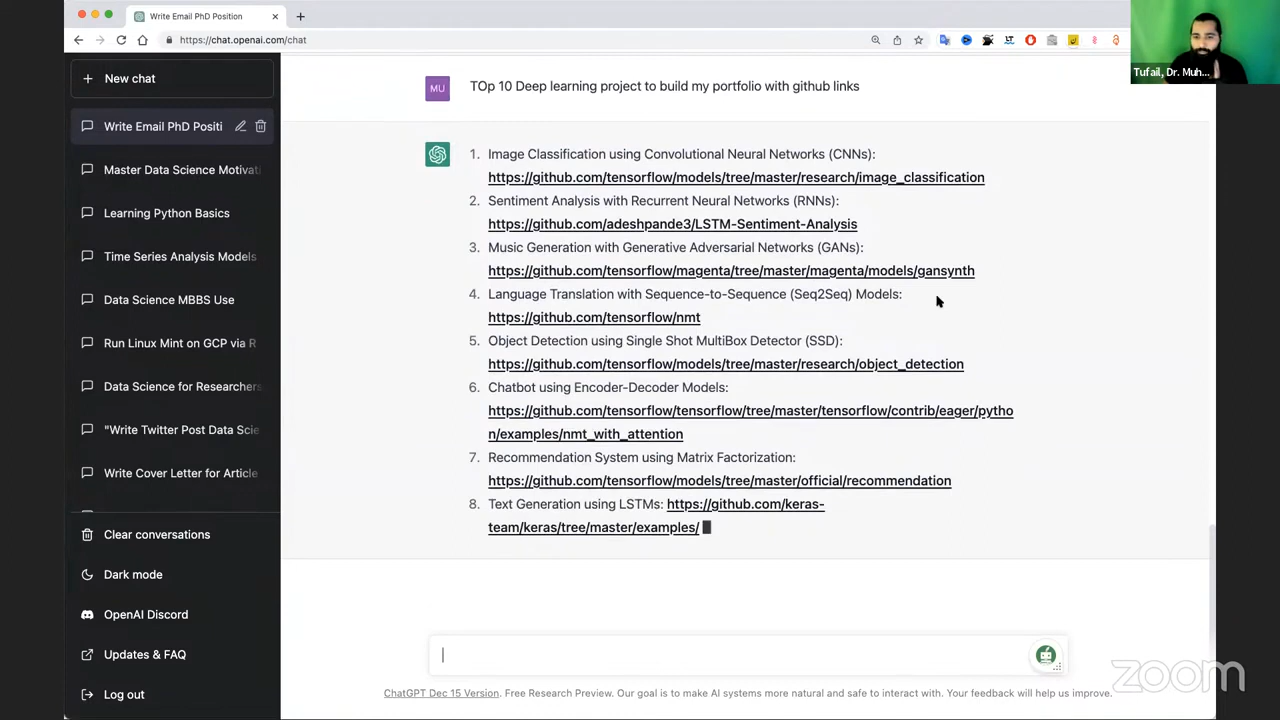 Write Email PhD Position
https://chat.openai.com/chat
Tufail, Dr. Muh...
New chat
Write Email PhD Positi
Master Data Science Motivati
Learning Python Basics
Time Series Analysis Models
Data Science MBBS Use
Run Linux Mint on GCP via R
Data Science for Researchers
"Write Twitter Post Data Scie
Write Cover Letter for Article
Clear conversations
Dark mode
OpenAI Discord
Updates & FAQ
Log out
MU
TOp 10 Deep learning project to build my portfolio with github links
1. Image Classification using Convolutional Neural Networks (CNNs):
https://github.com/tensorflow/models/tree/master/research/image_classification
2. Sentiment Analysis with Recurrent Neural Networks (RNNs):
https://github.com/adeshpande3/LSTM-Sentiment-Analysis
3. Music Generation with Generative Adversarial Networks (GANs):
https://github.com/tensorflow/magenta/tree/master/magenta/models/gansynth
4. Language Translation with Sequence-to-Sequence (Seq2Seq) Models:
https://github.com/tensorflow/nmt
5. Object Detection using Single Shot MultiBox Detector (SSD):
https://github.com/tensorflow/models/tree/master/research/object_detection
6. Chatbot using Encoder-Decoder Models:
https://github.com/tensorflow/tensorflow/tree/master/tensorflow/contrib/eager/pytho
n/examples/nmt_with_attention
7. Recommendation System using Matrix Factorization:
https://github.com/tensorflow/models/tree/master/official/recommendation
8. Text Generation using LSTMs: https://github.com/keras-
team/keras/tree/master/examples/
ChatGPT Dec 15 Version. Free Research Preview. Our goal is to make AI systems more natural and safe to interact with. Your feedback will help us improve.
zoom